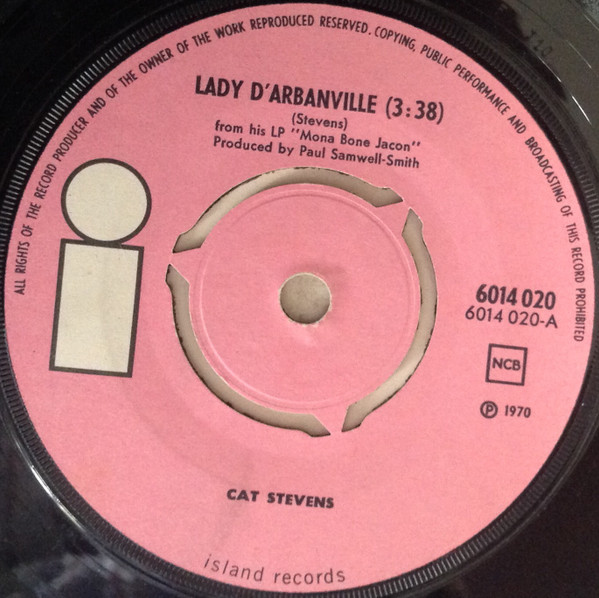 ALL RIGHTS OF THE RECORD PRODUCER AND OF THE OWNER OF THE WORK REPRODUCED RESERVED. COPYING, PUBLIC PERFORMANCE AND BROADCASTING OF THIS RECORD PROHIBITED
LADY D'ARBANVILLE (3:38)
(Stevens)
from his LP "Mona Bone Jacon"
Produced by Paul Samwell-Smith
i
6014 020
6014 020-A
NCB
℗ 1970
CAT STEVENS
island records